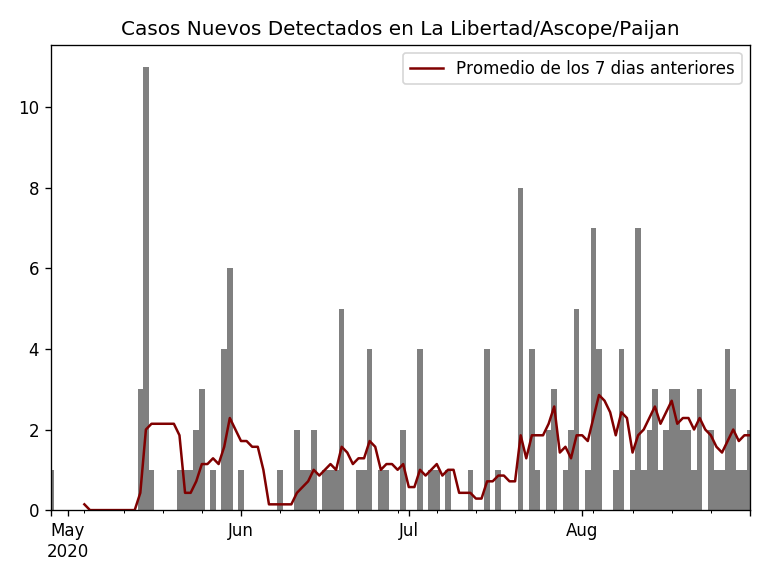 Casos Nuevos Detectados en La Libertad/Ascope/Paijan
Promedio de los 7 dias anteriores
10
8
6
4
2
0
May Jun Jul Aug
2020